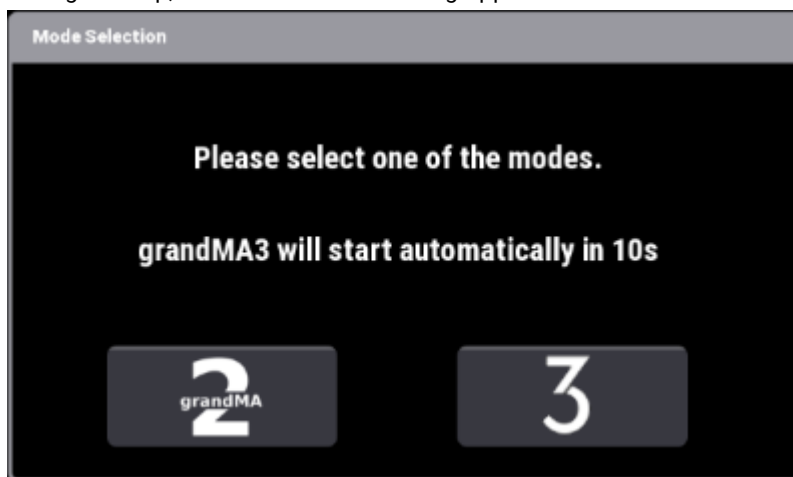 Mode Selection
Please select one of the modes.
grandMA3 will start automatically in 10s
2 grandMA
3